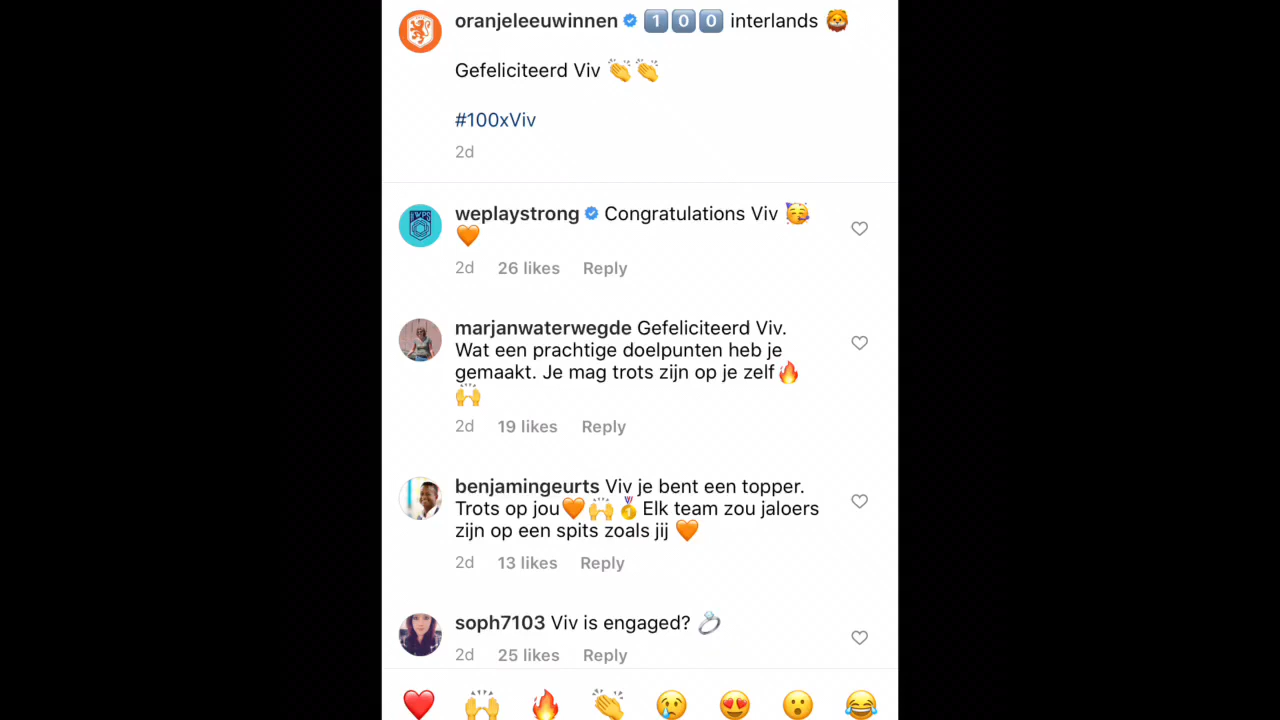 oranjeleeuwinnen 1️⃣0️⃣0️⃣ interlands 🦁
Gefeliciteerd Viv 👏👏
#100xViv
2d
weplaystrong Congratulations Viv 🥳
🧡
2d 26 likes Reply
marjanwaterwegde Gefeliciteerd Viv.
Wat een prachtige doelpunten heb je
gemaakt. Je mag trots zijn op je zelf🔥
🙌
2d 19 likes Reply
benjamingeurts Viv je bent een topper.
Trots op jou🧡🙌🏅Elk team zou jaloers
zijn op een spits zoals jij 🧡
2d 13 likes Reply
soph7103 Viv is engaged? 💍
2d 25 likes Reply
❤️ 🙌 🔥 👏 😢 😍 😮 😂